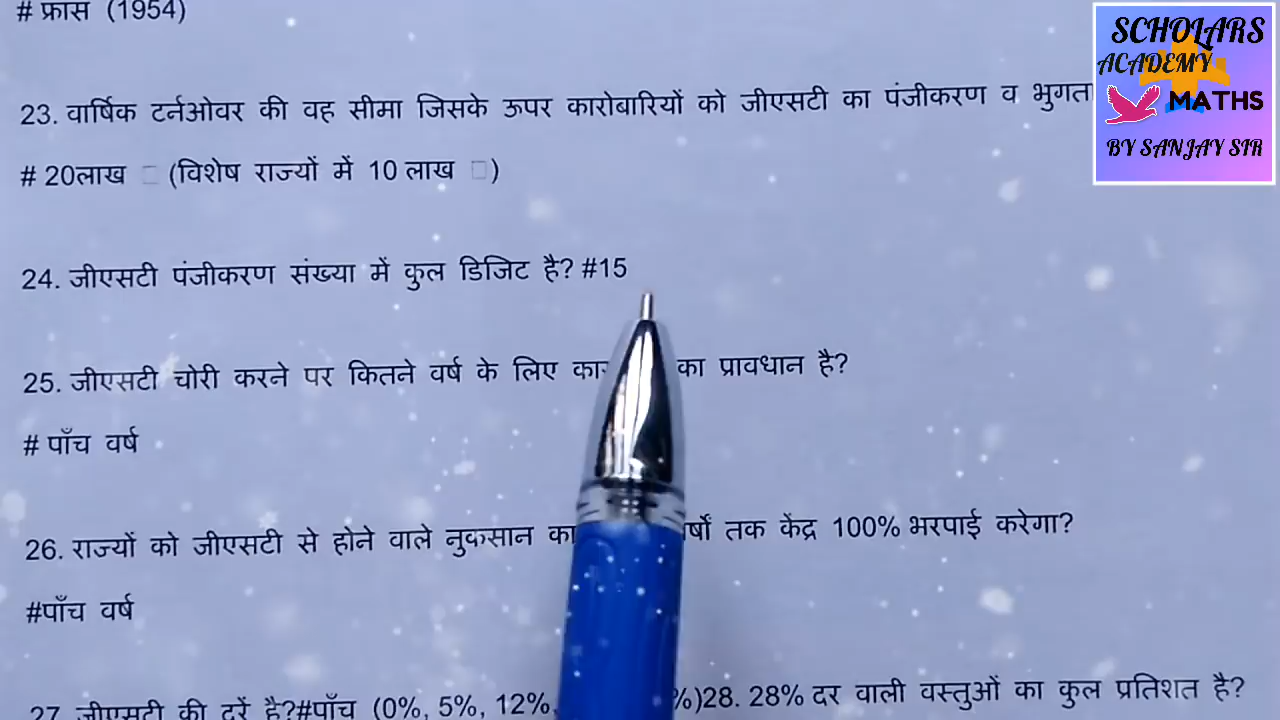 # फ्रांस (1954)
SCHOLARS
ACADEMY
MATHS
BY SANJAY SIR
23. वार्षिक टर्नओवर की वह सीमा जिसके ऊपर कारोबारियों को जीएसटी का पंजीकरण व
# 20लाख (विशेष राज्यों में 10 लाख )
24. जीएसटी पंजीकरण संख्या में कुल डिजिट है? #15
25. जीएसटी चोरी करने पर कितने वर्ष के लिए का प्रावधान है?
# पाँच वर्ष
26. राज्यों को जीएसटी से होने वाले नुकसान का तक केंद्र 100% भरपाई करेगा?
#पाँच वर्ष
27. जीएसटी की दरें है?#पाँच (0%, 5%, 12%, %)28. 28% दर वाली वस्तुओं का कुल प्रतिशत है?